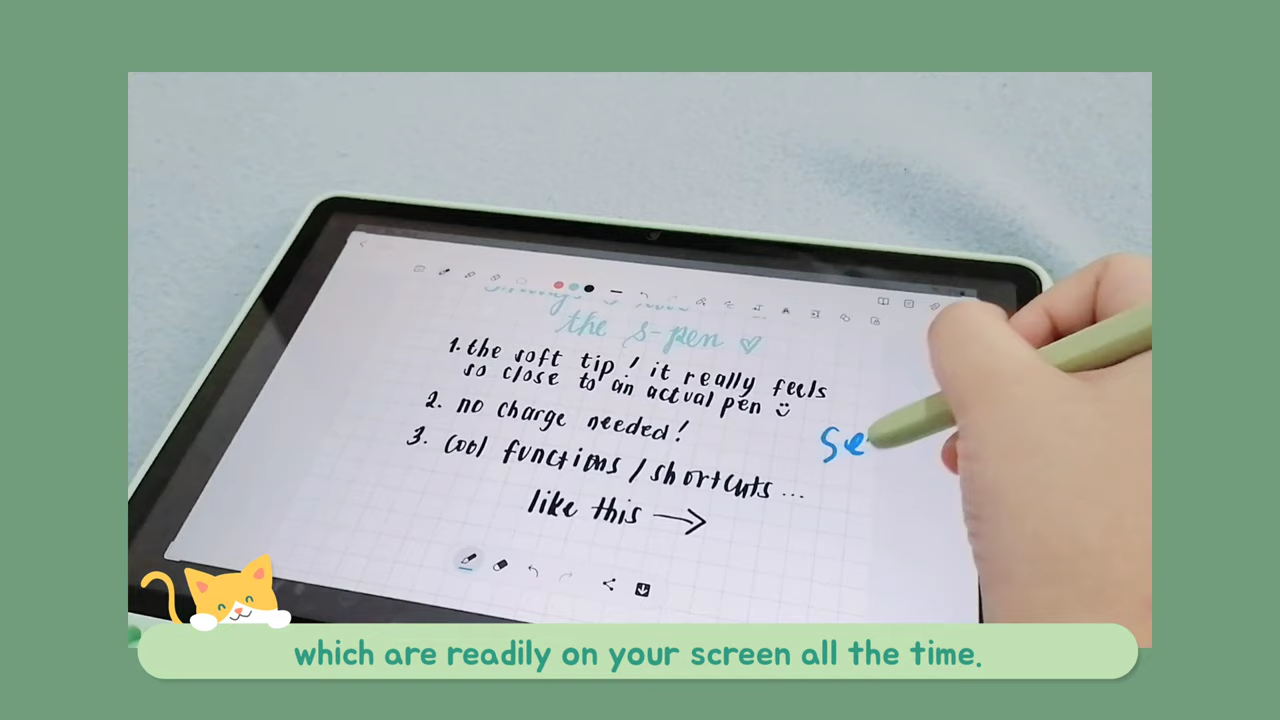 the s-pen ♡
1. the soft tip! it really feels
so close to an actual pen
2. no charge needed!
3. cool functions / shortcuts...
like this →
Se
which are readily on your screen all the time.